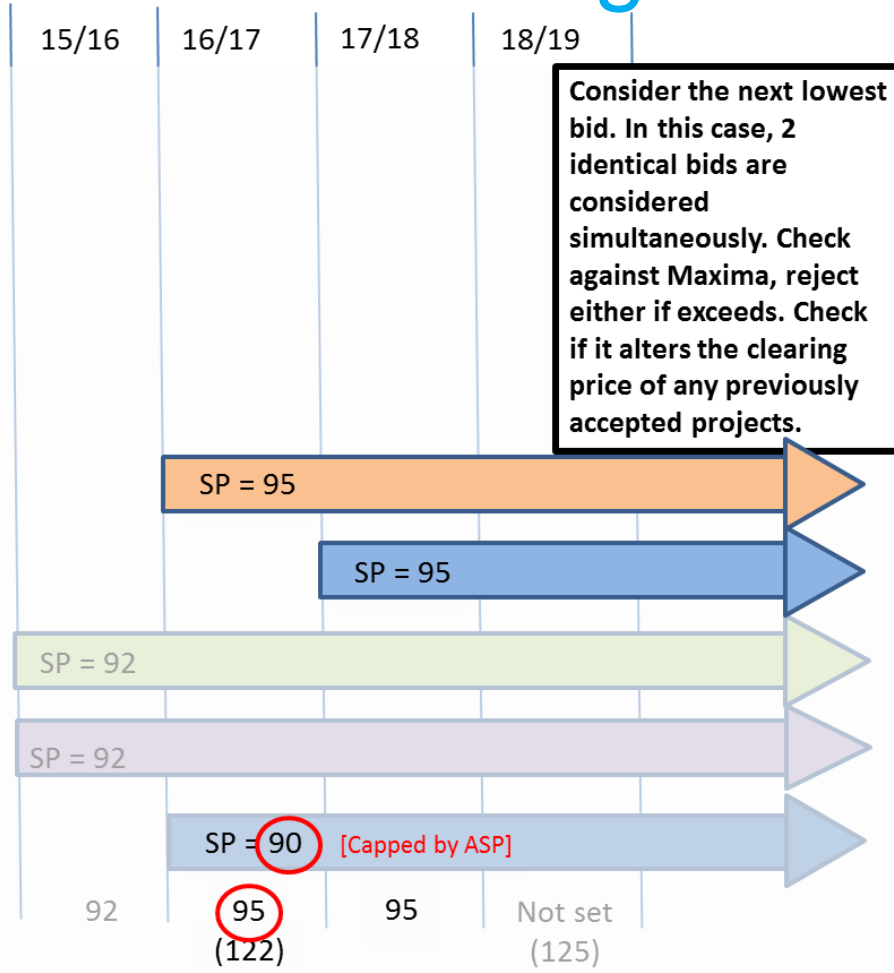 15/16 16/17 17/18 18/19
Consider the next lowest
bid. In this case, 2
identical bids are
considered
simultaneously. Check
against Maxima, reject
either if exceeds. Check
if it alters the clearing
price of any previously
accepted projects.
SP = 95
SP = 95
SP = 92
SP = 92
SP = 90 [Capped by ASP]
92 95 95 Not set
(122) (125)